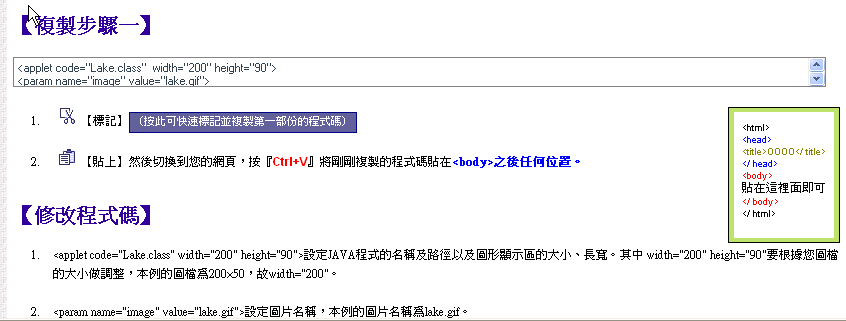 【複製步驟一】
<applet code="Lake.class"  width="200" height="90">
<param name="image" value="lake.gif">
1. 【標記】 (按此可快速標記並複製第一部份的程式碼)
2. 【貼上】然後切換到您的網頁，按『Ctrl+V』將剛剛複製的程式碼貼在<body>之後任何位置。
<html>
<head>
<title>OOOO</title>
</head>
<body>
貼在這裡面即可
</body>
</html>
【修改程式碼】
1. <applet code="Lake.class" width="200" height="90">設定JAVA程式的名稱及路徑以及圖形顯示區的大小、長寬。其中 width="200" height="90"要根據您圖檔
的大小做調整，本例的圖檔為200x50，故width="200"。
2. <param name="image" value="lake.gif">設定圖片名稱，本例的圖片名稱為lake.gif。